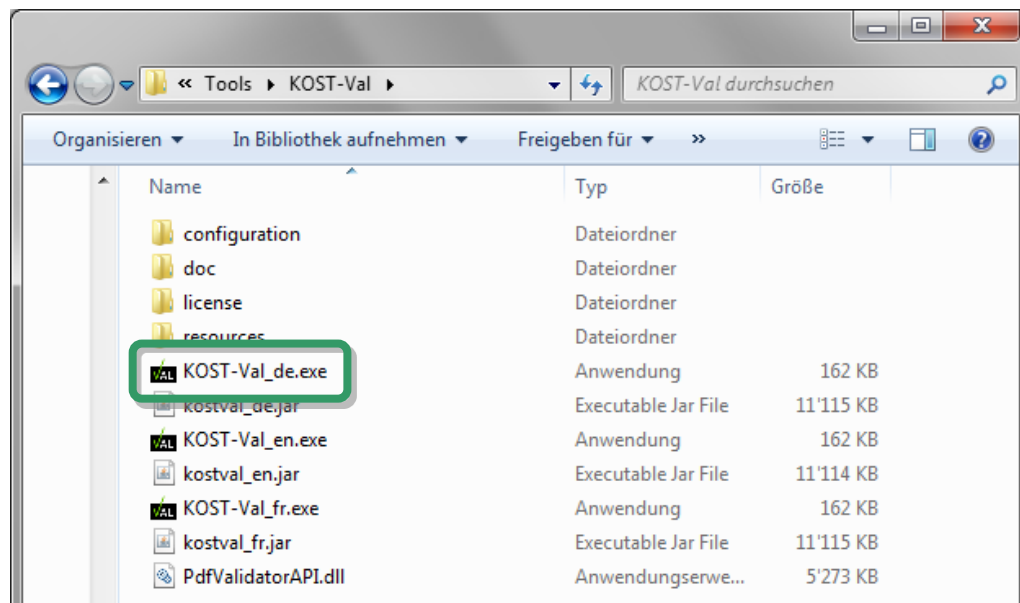 « Tools ▸ KOST-Val ▸ KOST-Val durchsuchen
Organisieren ▾ In Bibliothek aufnehmen ▾ Freigeben für ▾ »
Name Typ Größe
configuration Dateiordner
doc Dateiordner
license Dateiordner
resources Dateiordner
VAL KOST-Val_de.exe Anwendung 162 KB
kostval_de.jar Executable Jar File 11'115 KB
VAL KOST-Val_en.exe Anwendung 162 KB
kostval_en.jar Executable Jar File 11'114 KB
VAL KOST-Val_fr.exe Anwendung 162 KB
kostval_fr.jar Executable Jar File 11'115 KB
PdfValidatorAPI.dll Anwendungserwe... 5'273 KB